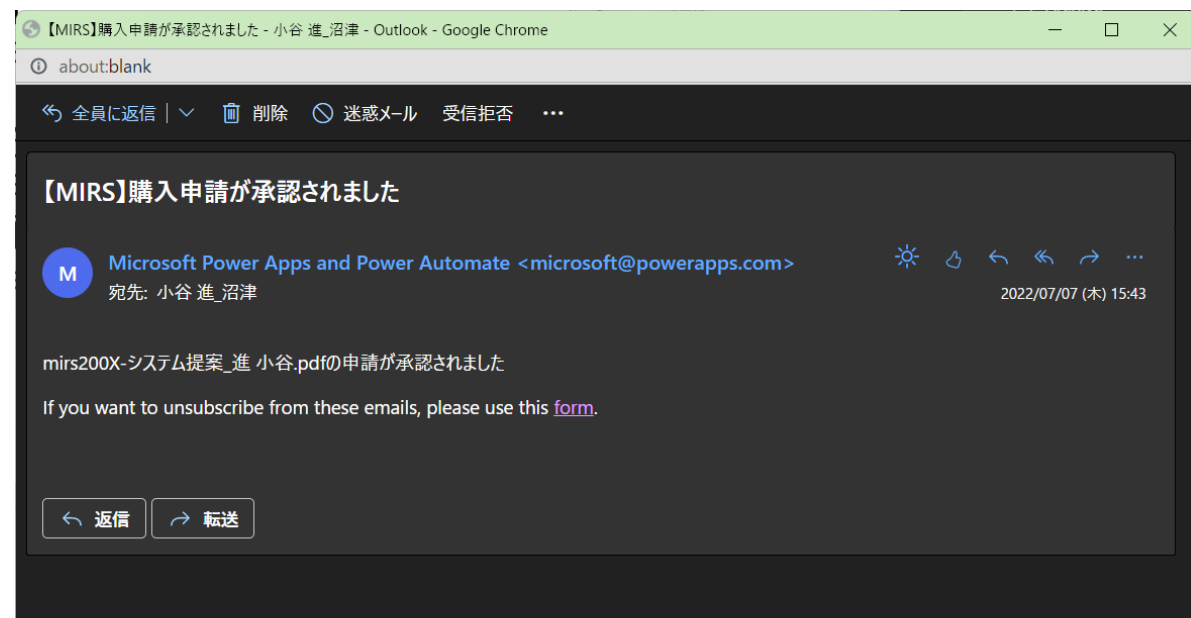 【MIRS】購入申請が承認されました - 小谷 進_沼津 - Outlook - Google Chrome
about:blank
全員に返信 削除 迷惑メール 受信拒否 …
【MIRS】購入申請が承認されました
M
Microsoft Power Apps and Power Automate <microsoft@powerapps.com>
宛先: 小谷 進_沼津
2022/07/07 (木) 15:43
mirs200X-システム提案_進 小谷.pdfの申請が承認されました
If you want to unsubscribe from these emails, please use this form.
返信 転送